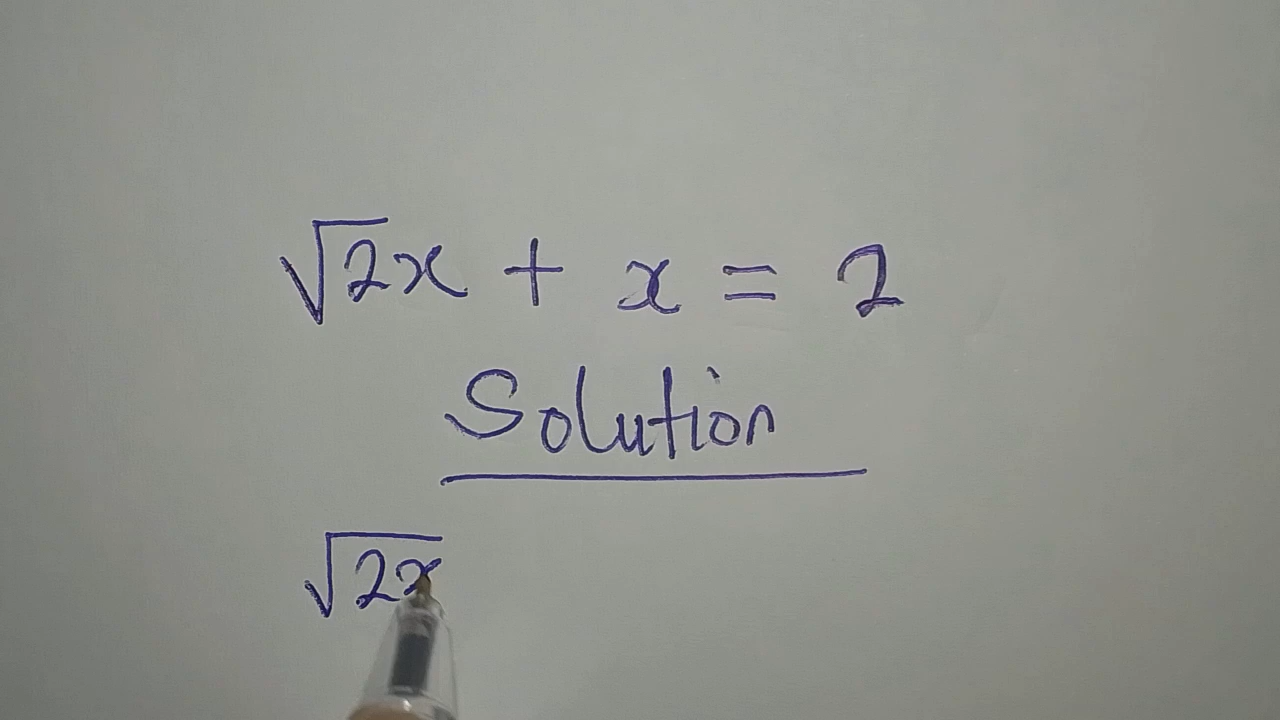 √2x + x = 2
Solution
√2x